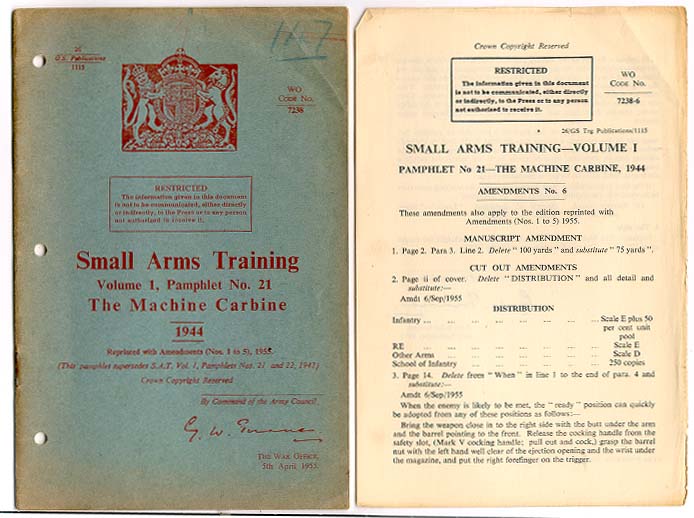 26
G.S. Publications
1115
WO
CODE NO.
7238
RESTRICTED
The information given in this document
is not to be communicated, either directly
or indirectly, to the Press or to any person
not authorised to receive it.
Small Arms Training
Volume 1, Pamphlet No. 21
The Machine Carbine
1944
Reprinted with Amendments (Nos. 1 to 5), 1955.
(This pamphlet supersedes S.A.T. Vol. 1, Pamphlets Nos. 21 and 22, 1942)
Crown Copyright Reserved
By Command of the Army Council,
THE WAR OFFICE,
5th April 1955.
Crown Copyright Reserved
RESTRICTED
The information given in this document
is not to be communicated, either directly
or indirectly, to the Press or to any person
not authorised to receive it.
WO
CODE NO.
7238-6
26/GS Trg Publications/1115
SMALL ARMS TRAINING—VOLUME I
PAMPHLET No 21—THE MACHINE CARBINE, 1944
AMENDMENTS No. 6
These amendments also apply to the edition reprinted with
Amendments (Nos. 1 to 5) 1955.
MANUSCRIPT AMENDMENT
1. Page 2. Para 3. Line 2. Delete "100 yards" and substitute "75 yards".
CUT OUT AMENDMENTS
2. Page ii of cover. Delete "DISTRIBUTION" and all detail and
substitute:—
Amdt 6/Sep/1955
DISTRIBUTION
Infantry ... ... ... ... ... ... ... Scale E plus 50
per cent unit
pool
RE ... ... ... ... ... ... ... Scale E
Other Arms ... ... ... ... ... ... Scale D
School of Infantry ... ... ... ... ... 250 copies
3. Page 14. Delete from "When" in line 1 to the end of para. 4 and
substitute:—
Amdt 6/Sep/1955
When the enemy is likely to be met, the "ready" position can quickly
be adopted from any of these positions as follows:—
Bring the weapon close in to the right side with the butt under the arm
and the barrel pointing to the front. Release the cocking handle from the
safety slot, (Mark V cocking handle; pull out and cock,) grasp the barrel
nut with the left hand well clear of the ejection opening and the wrist under
the magazine, and put the right forefinger on the trigger.